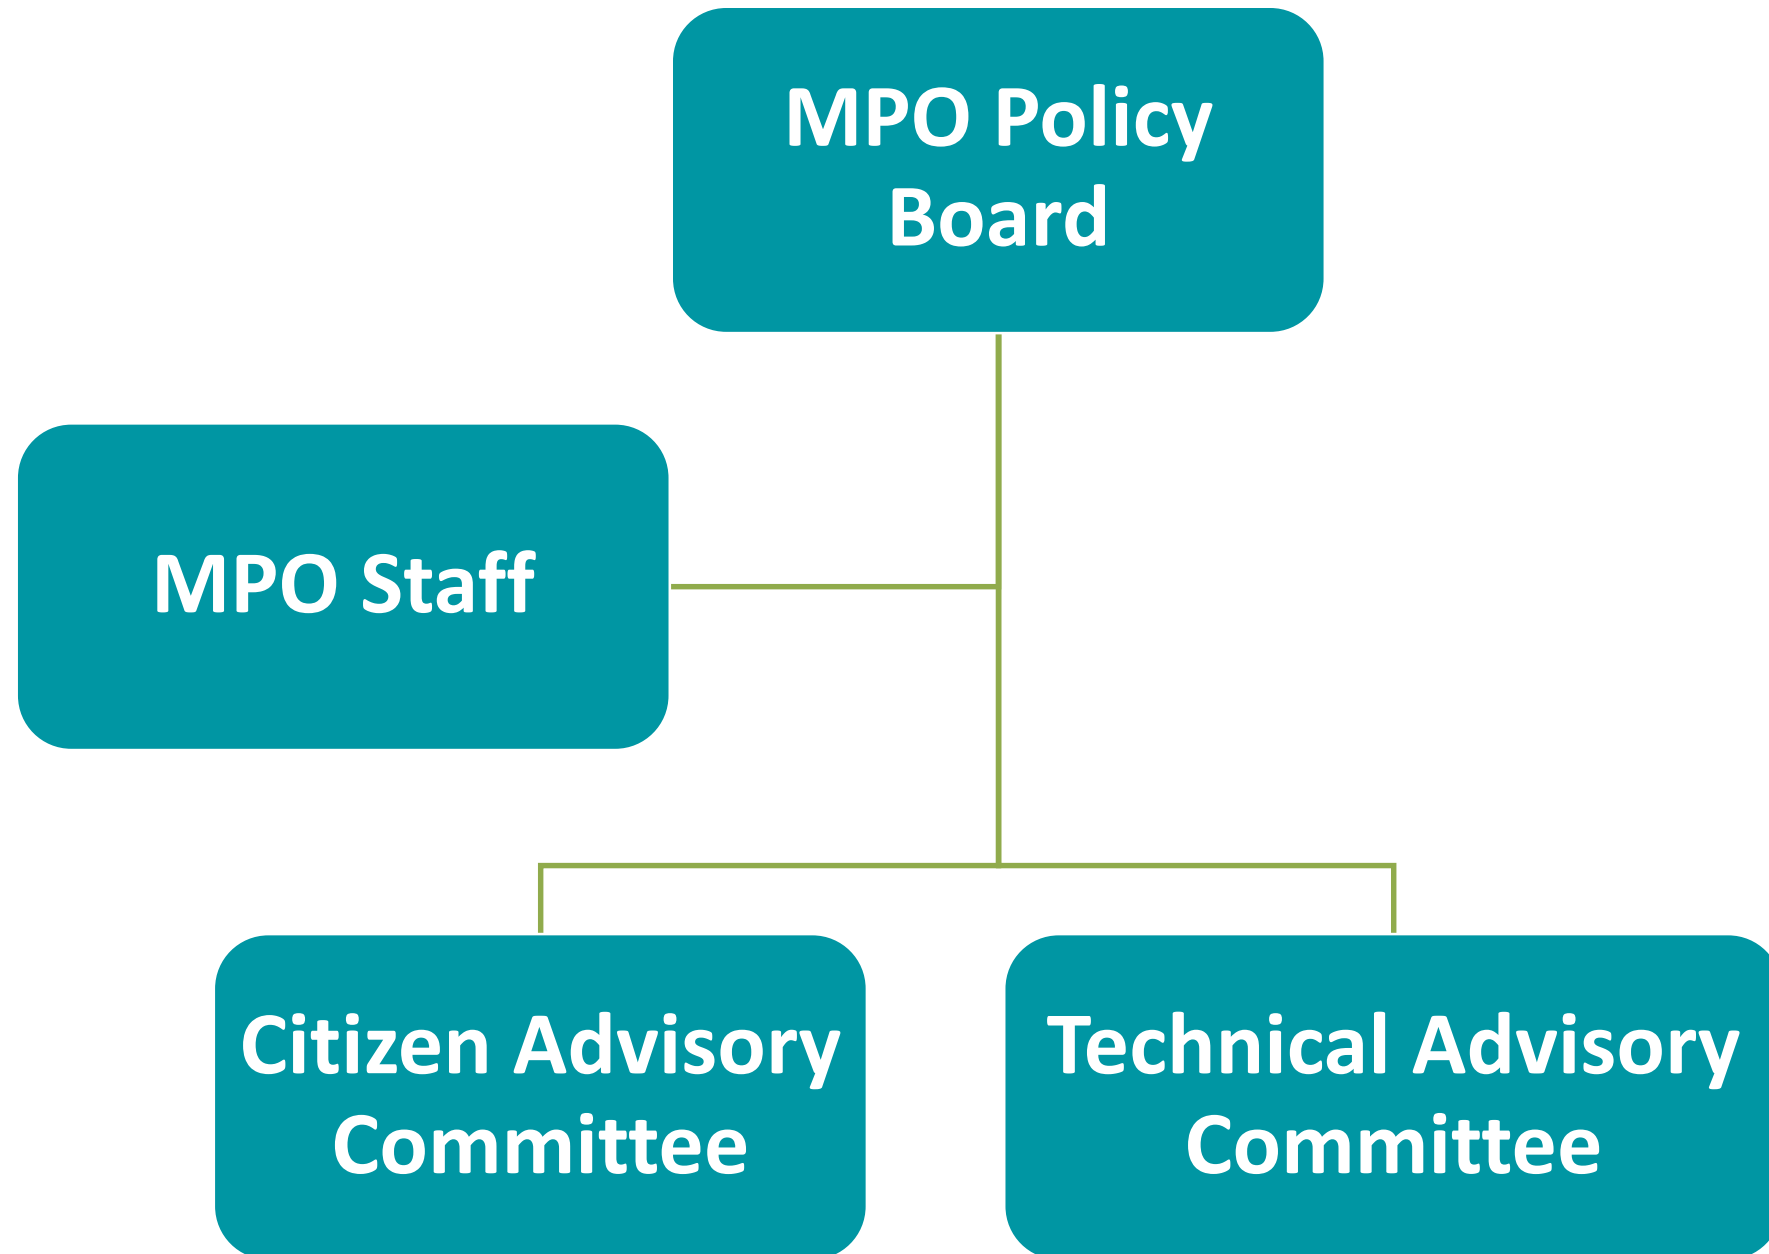 MPO Policy
Board
MPO Staff
Citizen Advisory
Committee
Technical Advisory
Committee